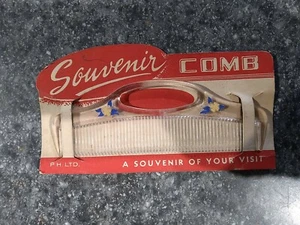 Souvenir
COMB
P.H. LTD.
A SOUVENIR OF YOUR VISIT